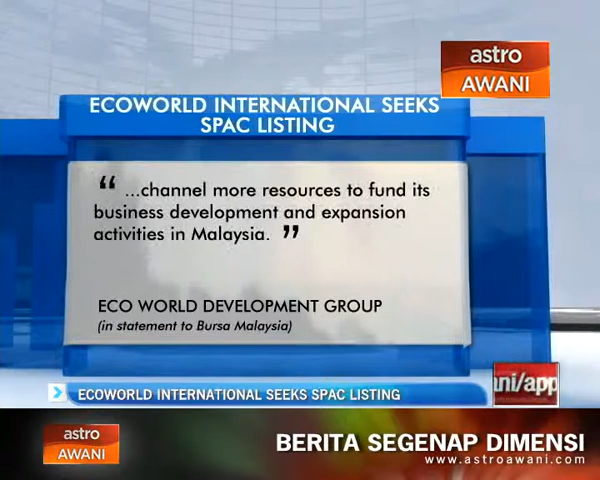 astro
AWANI
ECOWORLD INTERNATIONAL SEEKS
SPAC LISTING
“ ...channel more resources to fund its
business development and expansion
activities in Malaysia. ”
ECO WORLD DEVELOPMENT GROUP
(in statement to Bursa Malaysia)
ni/app
ECOWORLD INTERNATIONAL SEEKS SPAC LISTING
astro
AWANI
BERITA SEGENAP DIMENSI
www.astroawani.com